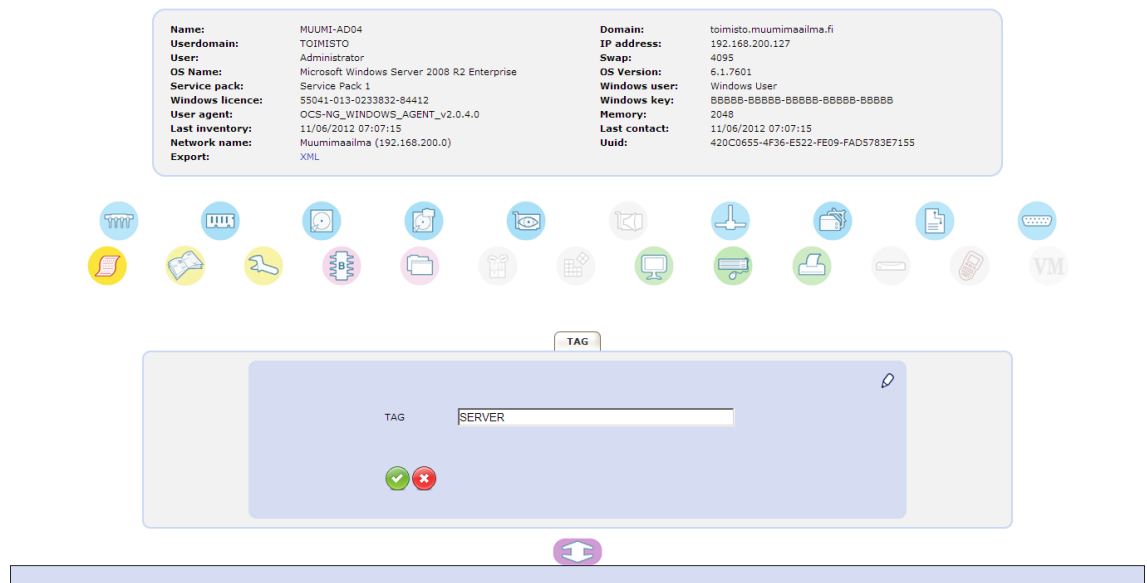 Name: MUUMI-AD04 Domain: toimisto.muumimaailma.fi
Userdomain: TOIMISTO IP address: 192.168.200.127
User: Administrator Swap: 4095
OS Name: Microsoft Windows Server 2008 R2 Enterprise OS Version: 6.1.7601
Service pack: Service Pack 1 Windows user: Windows User
Windows licence: 55041-013-0233832-84412 Windows key: BBBBB-BBBBB-BBBBB-BBBBB-BBBBB
User agent: OCS-NG_WINDOWS_AGENT_v2.0.4.0 Memory: 2048
Last inventory: 11/06/2012 07:07:15 Last contact: 11/06/2012 07:07:15
Network name: Muumimaailma (192.168.200.0) Uuid: 420C0655-4F36-E522-FE09-FAD5783E7155
Export: XML
B
VM
TAG
TAG SERVER